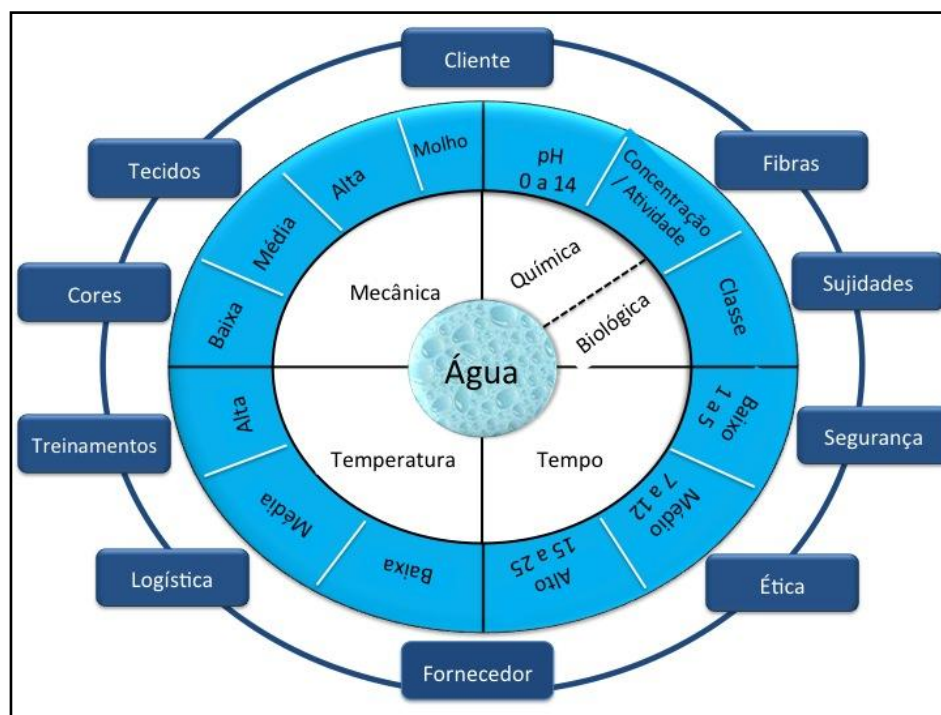 Cliente
Tecidos
Fibras
Cores
Sujidades
Treinamentos
Segurança
Logística
Ética
Fornecedor
Molho
Alta
Média
Baixa
pH
0 a 14
Concentração
/ Atividade
Classe
Baixo
1 a 5
Médio
7 a 12
Alto
15 a 25
Baixa
Média
Alta
Mecânica
Química
Biológica
Água
Temperatura
Tempo